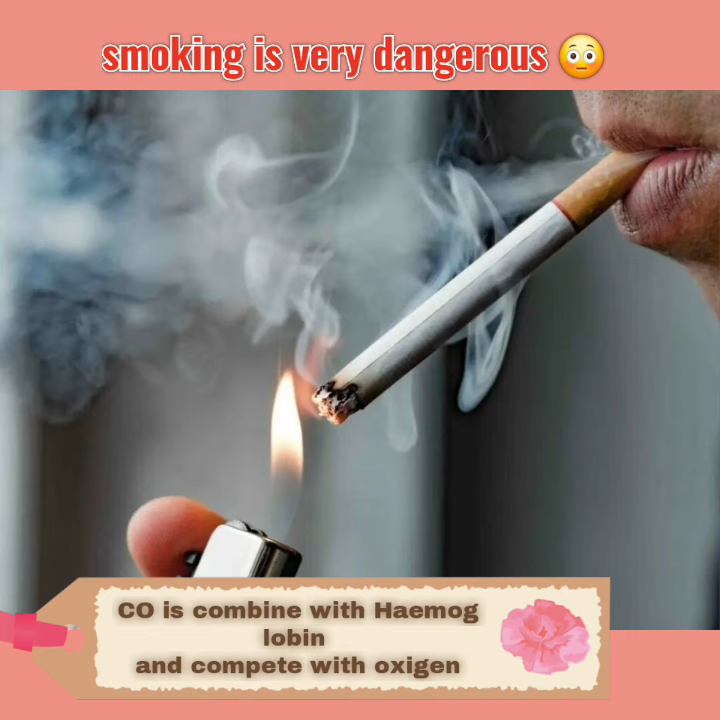 smoking is very dangerous 😳
CO is combine with Haemog
lobin
and compete with oxigen